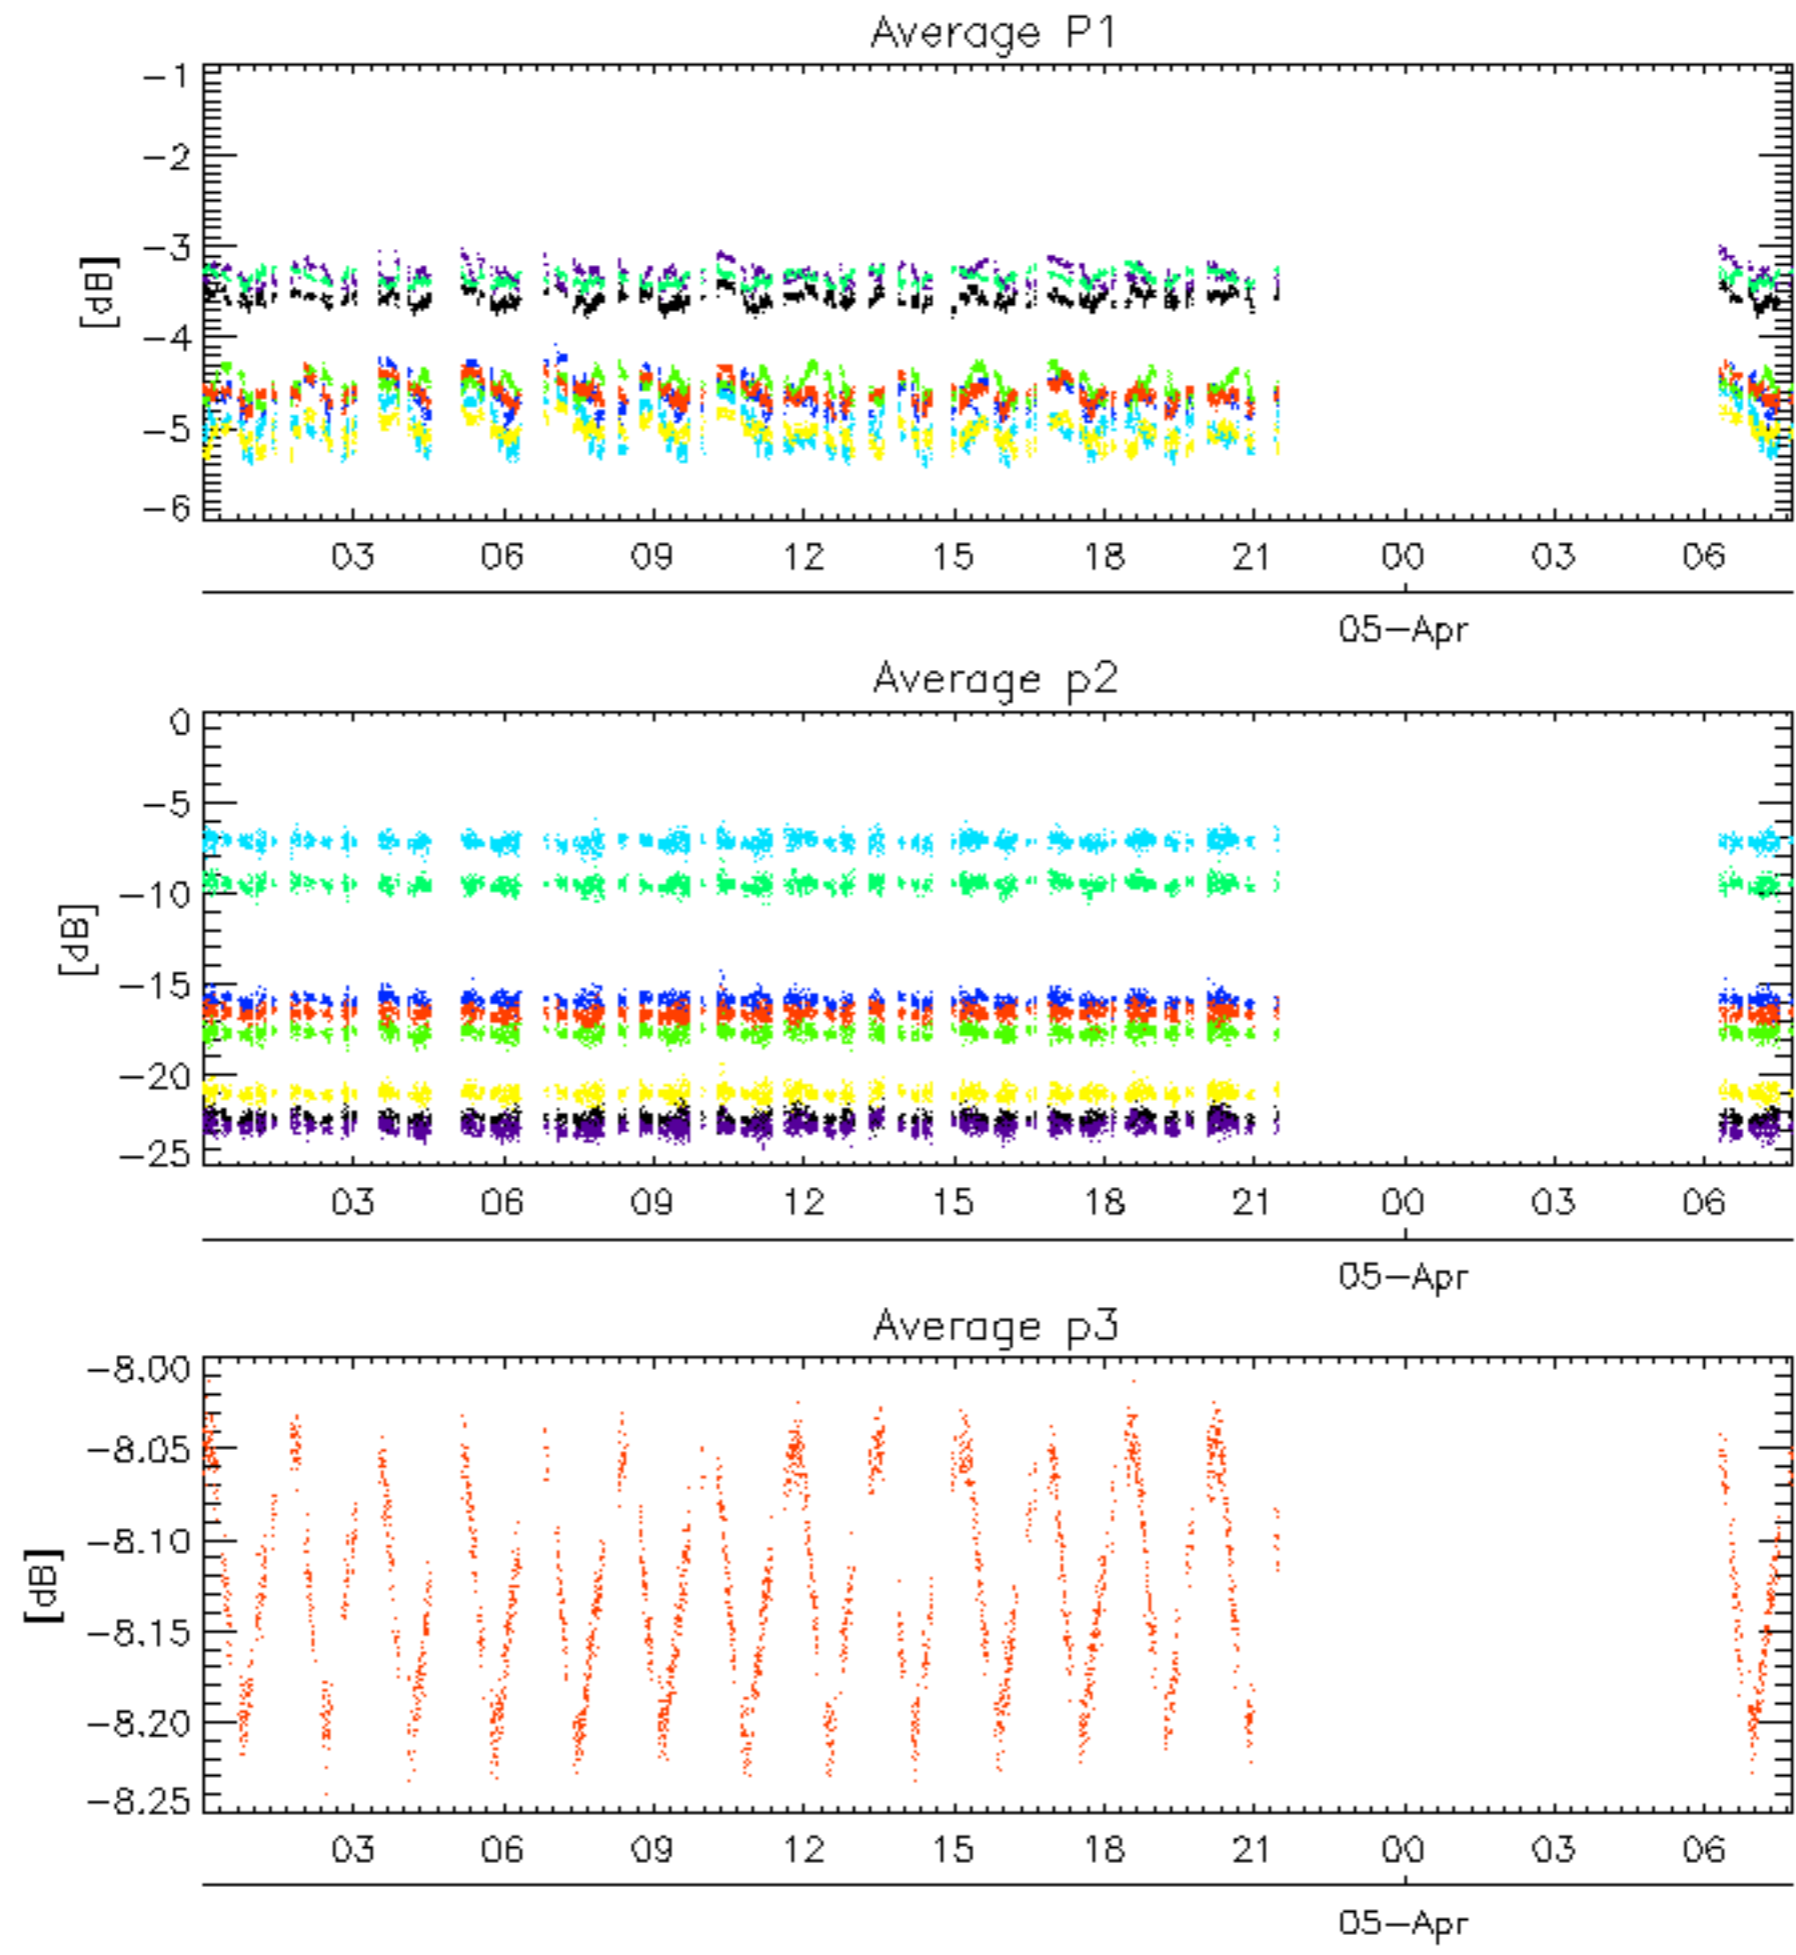 Average P1
−1
−2
−3
−4
−5
−6
[dB]
03 06 09 12 15 18 21 00 03 06
05−Apr
Average p2
0
−5
−10
−15
−20
−25
[dB]
03 06 09 12 15 18 21 00 03 06
05−Apr
Average p3
−8.00
−8.05
−8.10
−8.15
−8.20
−8.25
[dB]
03 06 09 12 15 18 21 00 03 06
05−Apr